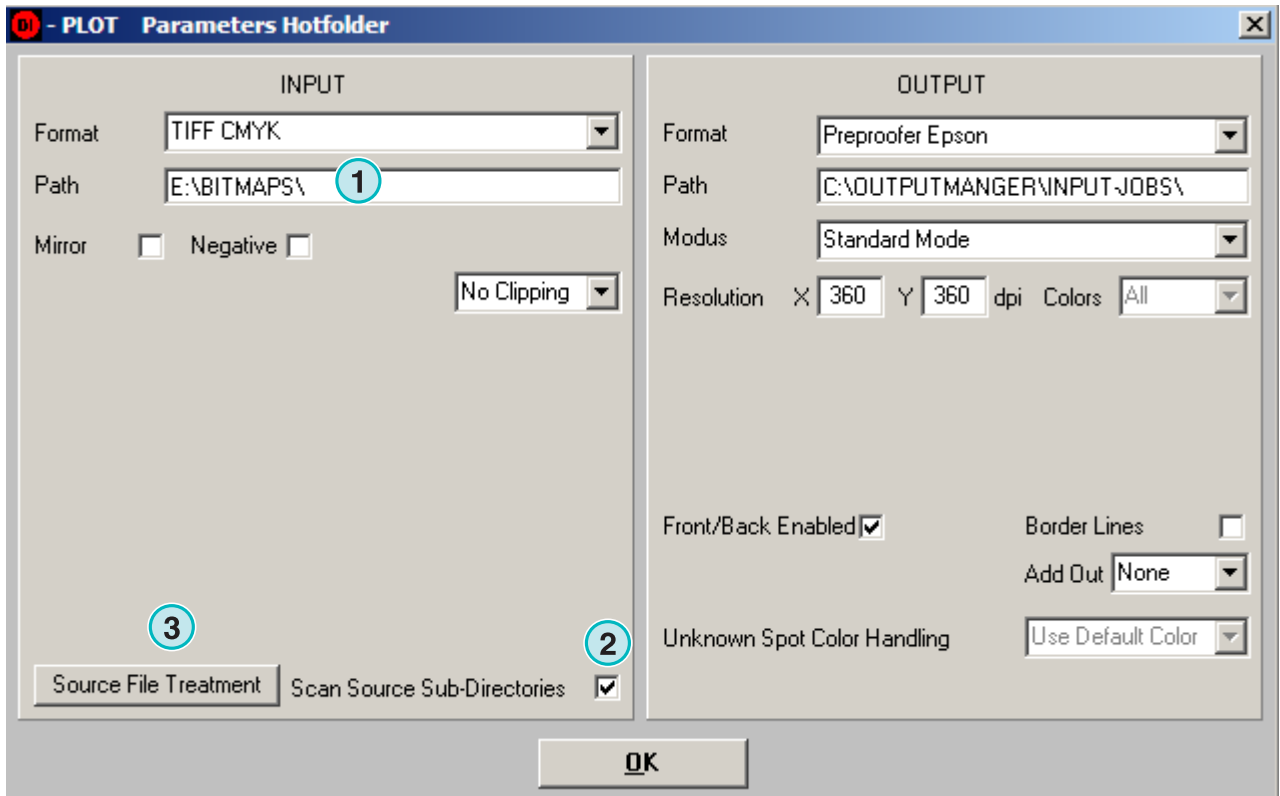 DI - PLOT Parameters Hotfolder
INPUT
Format TIFF CMYK
Path E:\BITMAPS\ 1
Mirror Negative
No Clipping
3
2
Source File Treatment Scan Source Sub-Directories
OUTPUT
Format Preproofer Epson
Path C:\OUTPUTMANGER\INPUT-JOBS\
Modus Standard Mode
Resolution X 360 Y 360 dpi Colors All
Front/Back Enabled Border Lines
Add Out None
Unknown Spot Color Handling Use Default Color
OK